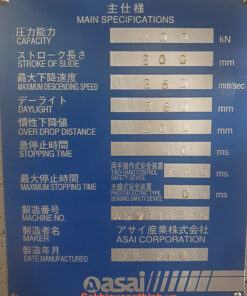 主仕様
MAIN SPECIFICATIONS
圧力能力
CAPACITY
kN
ストローク長さ
STROKE OF SLIDE
200
mm
最大下降速度
MAXIMUM DESCENDING SPEED
260
mm/sec
デーライト
DAYLIGHT
mm
慣性下降値
OVER DROP DISTANCE
mm
急停止時間
STOPPING TIME
ms
最大停止時間
MAXIMUM STOPPING TIME
両手操作式安全装置
TWO-HAND CONTROL
SAFETY DEVICE
ms
光線式安全装置
PHOTOELECTRIC TYPE
SENSING SAFETY DEVICE
ms
製造番号
MACHINE NO.
製造者名
MAKER
アサイ産業株式会社
ASAI CORPORATION
製造年月
DATE MANUFACTURED
asai